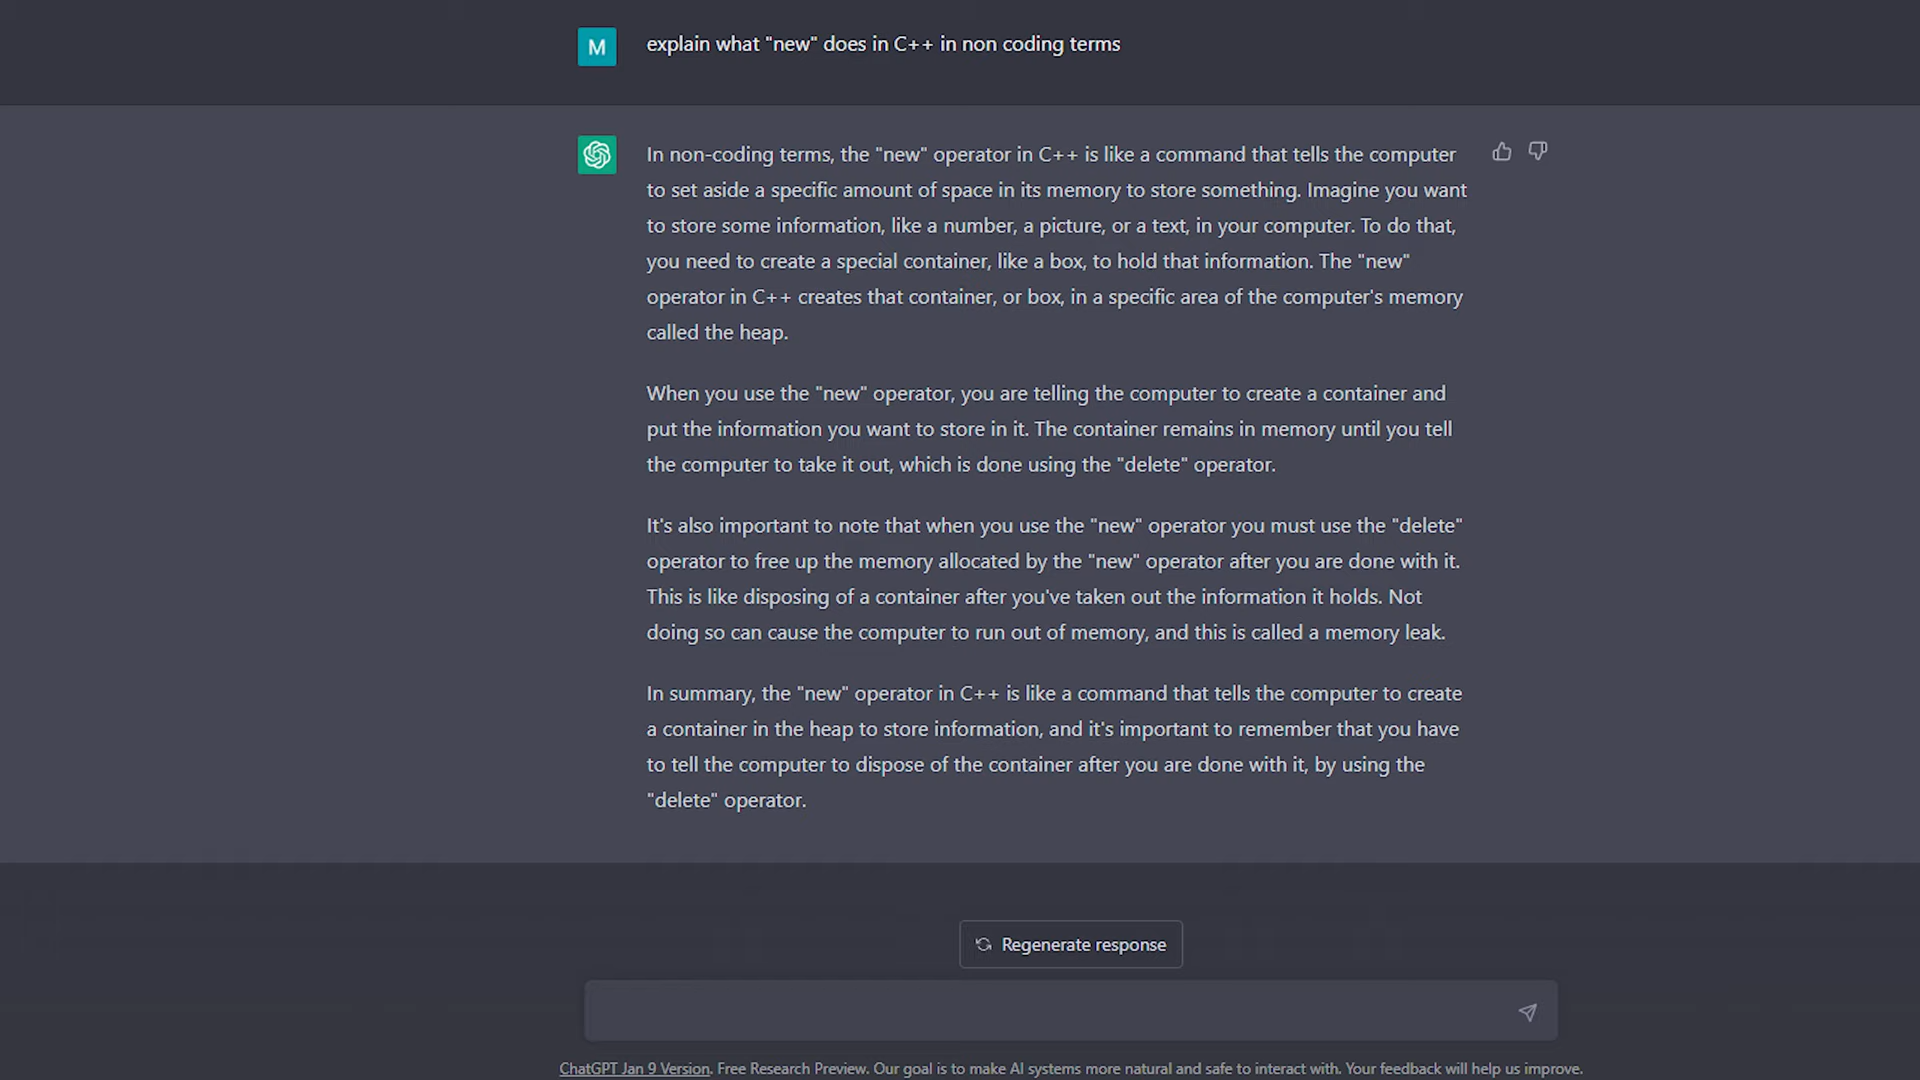 M
explain what "new" does in C++ in non coding terms
In non-coding terms, the "new" operator in C++ is like a command that tells the computer
to set aside a specific amount of space in its memory to store something. Imagine you want
to store some information, like a number, a picture, or a text, in your computer. To do that,
you need to create a special container, like a box, to hold that information. The "new"
operator in C++ creates that container, or box, in a specific area of the computer's memory
called the heap.
When you use the "new" operator, you are telling the computer to create a container and
put the information you want to store in it. The container remains in memory until you tell
the computer to take it out, which is done using the "delete" operator.
It's also important to note that when you use the "new" operator you must use the "delete"
operator to free up the memory allocated by the "new" operator after you are done with it.
This is like disposing of a container after you've taken out the information it holds. Not
doing so can cause the computer to run out of memory, and this is called a memory leak.
In summary, the "new" operator in C++ is like a command that tells the computer to create
a container in the heap to store information, and it's important to remember that you have
to tell the computer to dispose of the container after you are done with it, by using the
"delete" operator.
Regenerate response
ChatGPT Jan 9 Version. Free Research Preview. Our goal is to make AI systems more natural and safe to interact with. Your feedback will help us improve.